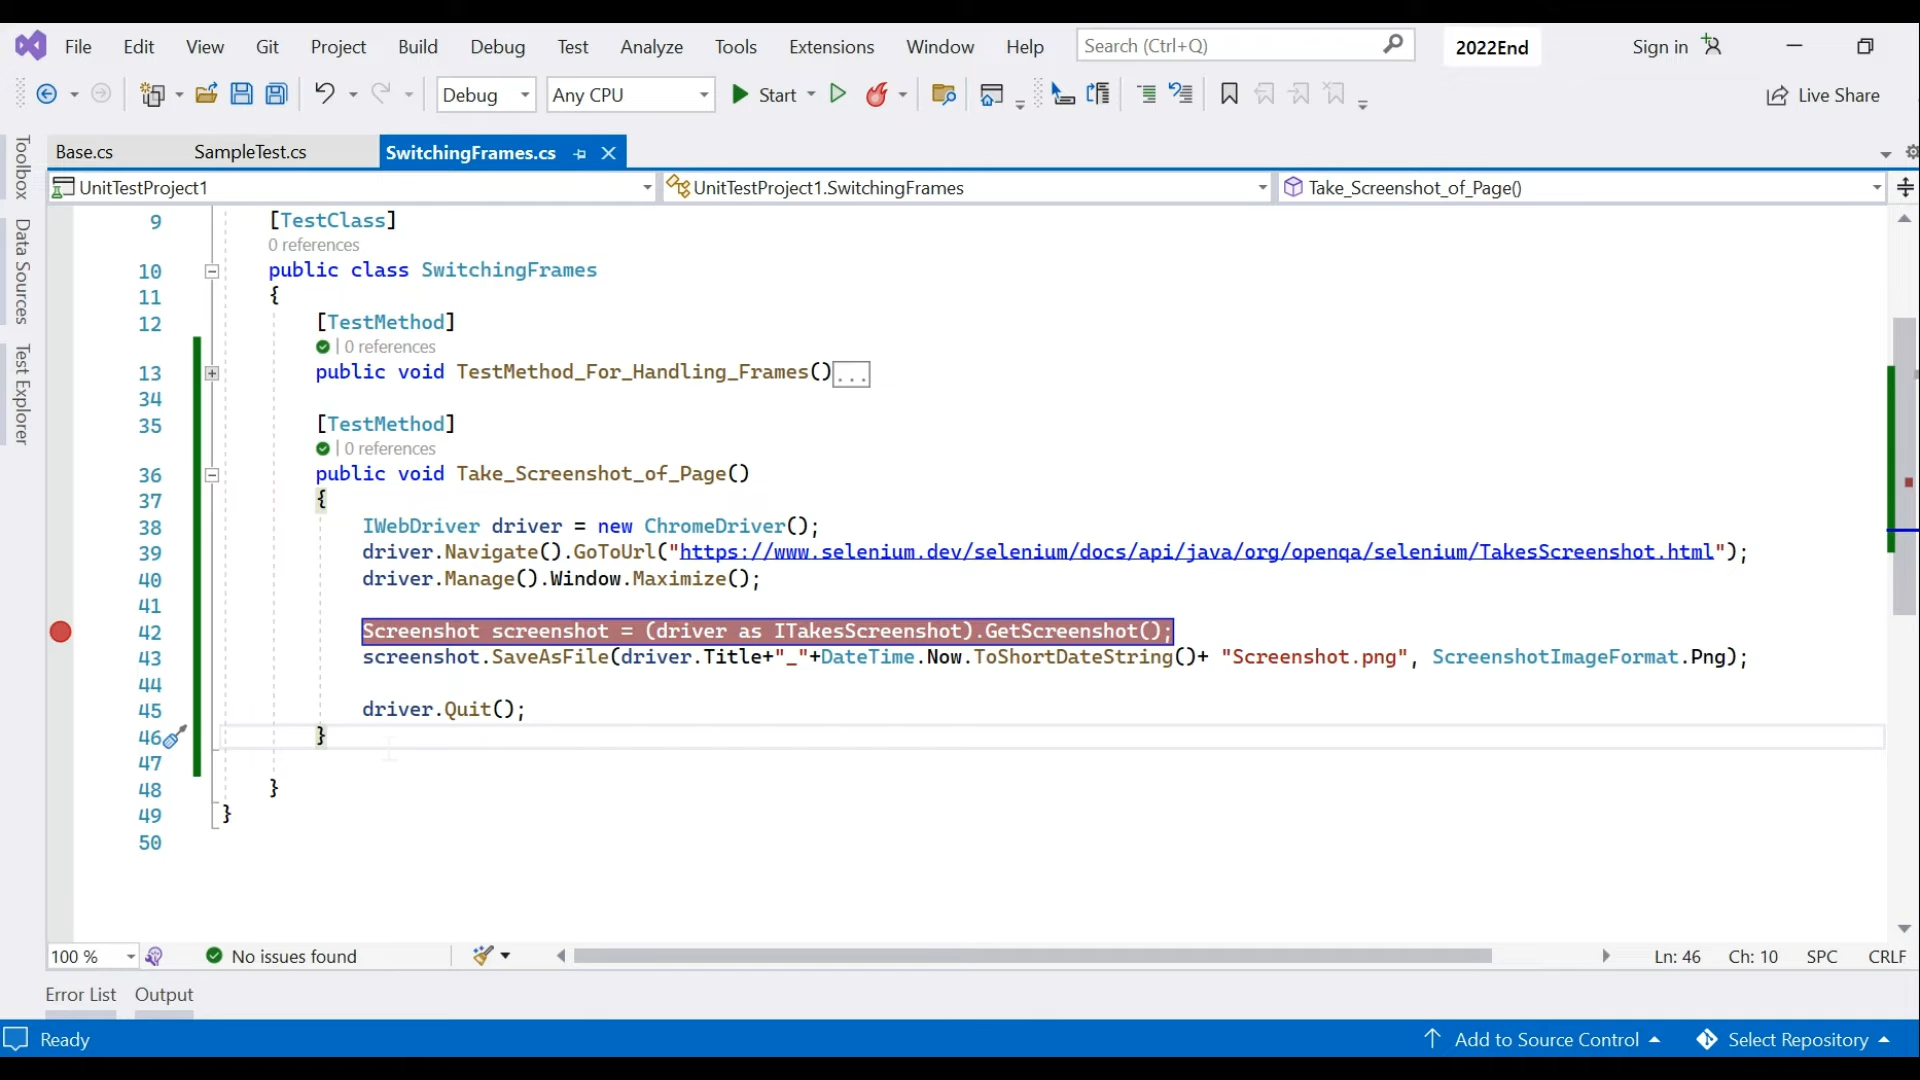 File Edit View Git Project Build Debug Test Analyze Tools Extensions Window Help Search (Ctrl+Q) 2022End Sign in
Debug Any CPU Start Live Share
Base.cs SampleTest.cs SwitchingFrames.cs
UnitTestProject1 UnitTestProject1.SwitchingFrames Take_Screenshot_of_Page()
Toolbox
Data Sources
Test Explorer
9 [TestClass]
0 references
10 public class SwitchingFrames
11 {
12 [TestMethod]
| 0 references
13 public void TestMethod_For_Handling_Frames()...
34
35 [TestMethod]
| 0 references
36 public void Take_Screenshot_of_Page()
37 {
38 IWebDriver driver = new ChromeDriver();
39 driver.Navigate().GoToUrl("https://www.selenium.dev/selenium/docs/api/java/org/openqa/selenium/TakesScreenshot.html");
40 driver.Manage().Window.Maximize();
41
42 Screenshot screenshot = (driver as ITakesScreenshot).GetScreenshot();
43 screenshot.SaveAsFile(driver.Title+"_"+DateTime.Now.ToShortDateString()+ "Screenshot.png", ScreenshotImageFormat.Png);
44
45 driver.Quit();
46 }
47
48 }
49 }
50
100 % No issues found Ln: 46 Ch: 10 SPC CRLF
Error List Output
Ready Add to Source Control Select Repository